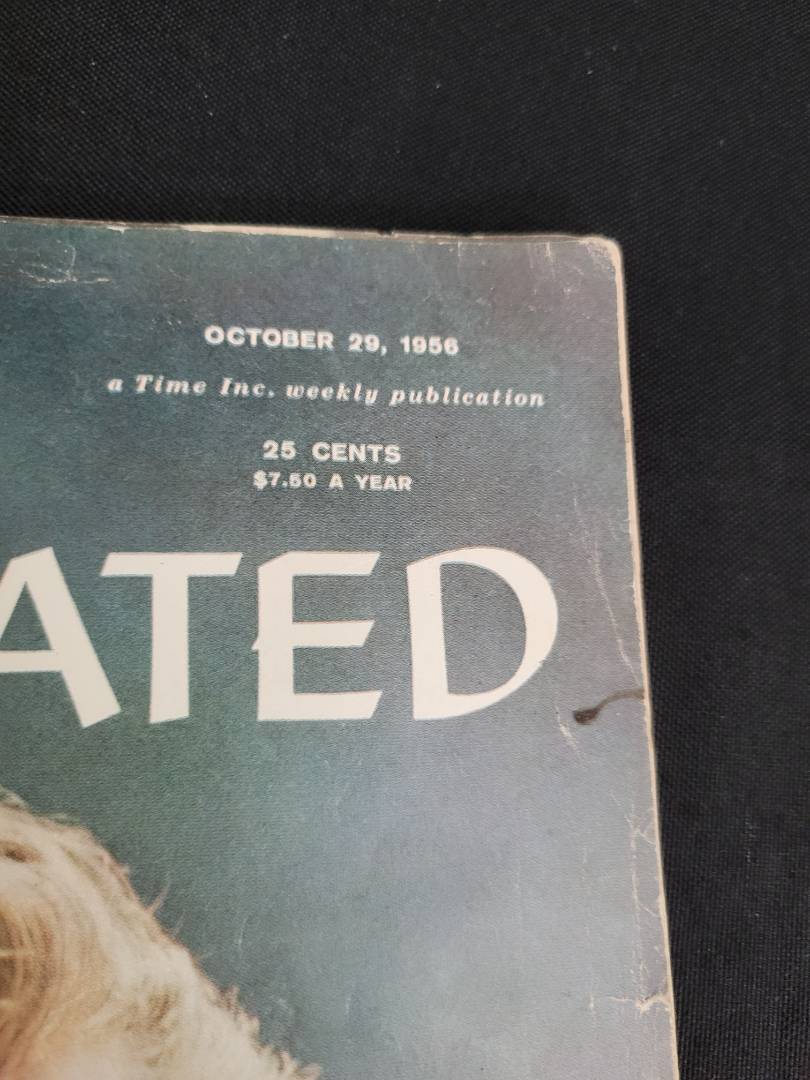 OCTOBER 29, 1956
a Time Inc. weekly publication
25 CENTS
$7.50 A YEAR
ATED